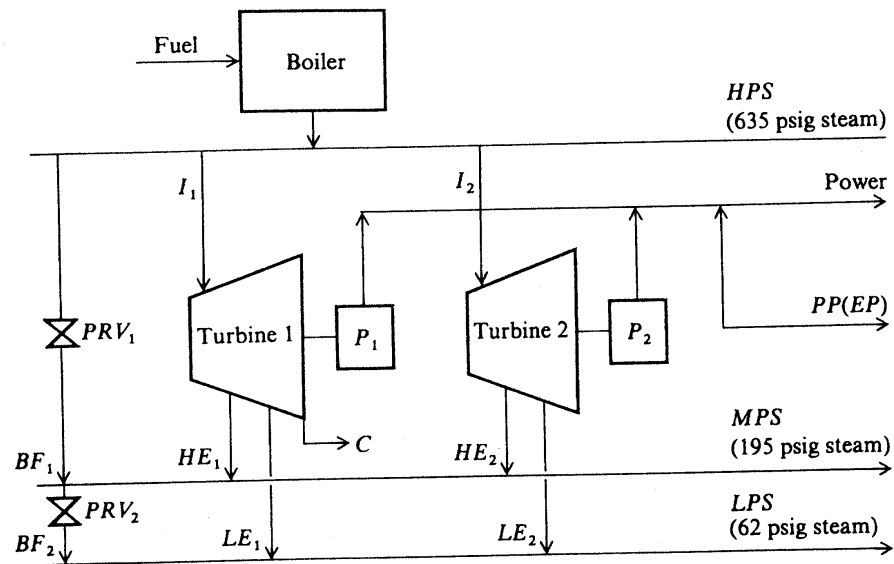 Fuel
Boiler
HPS
(635 psig steam)
I₁
I₂
Power
PP(EP)
PRV₁
Turbine 1
P₁
Turbine 2
P₂
MPS
(195 psig steam)
BF₁
HE₁
C
HE₂
PRV₂
LPS
(62 psig steam)
BF₂
LE₁
LE₂